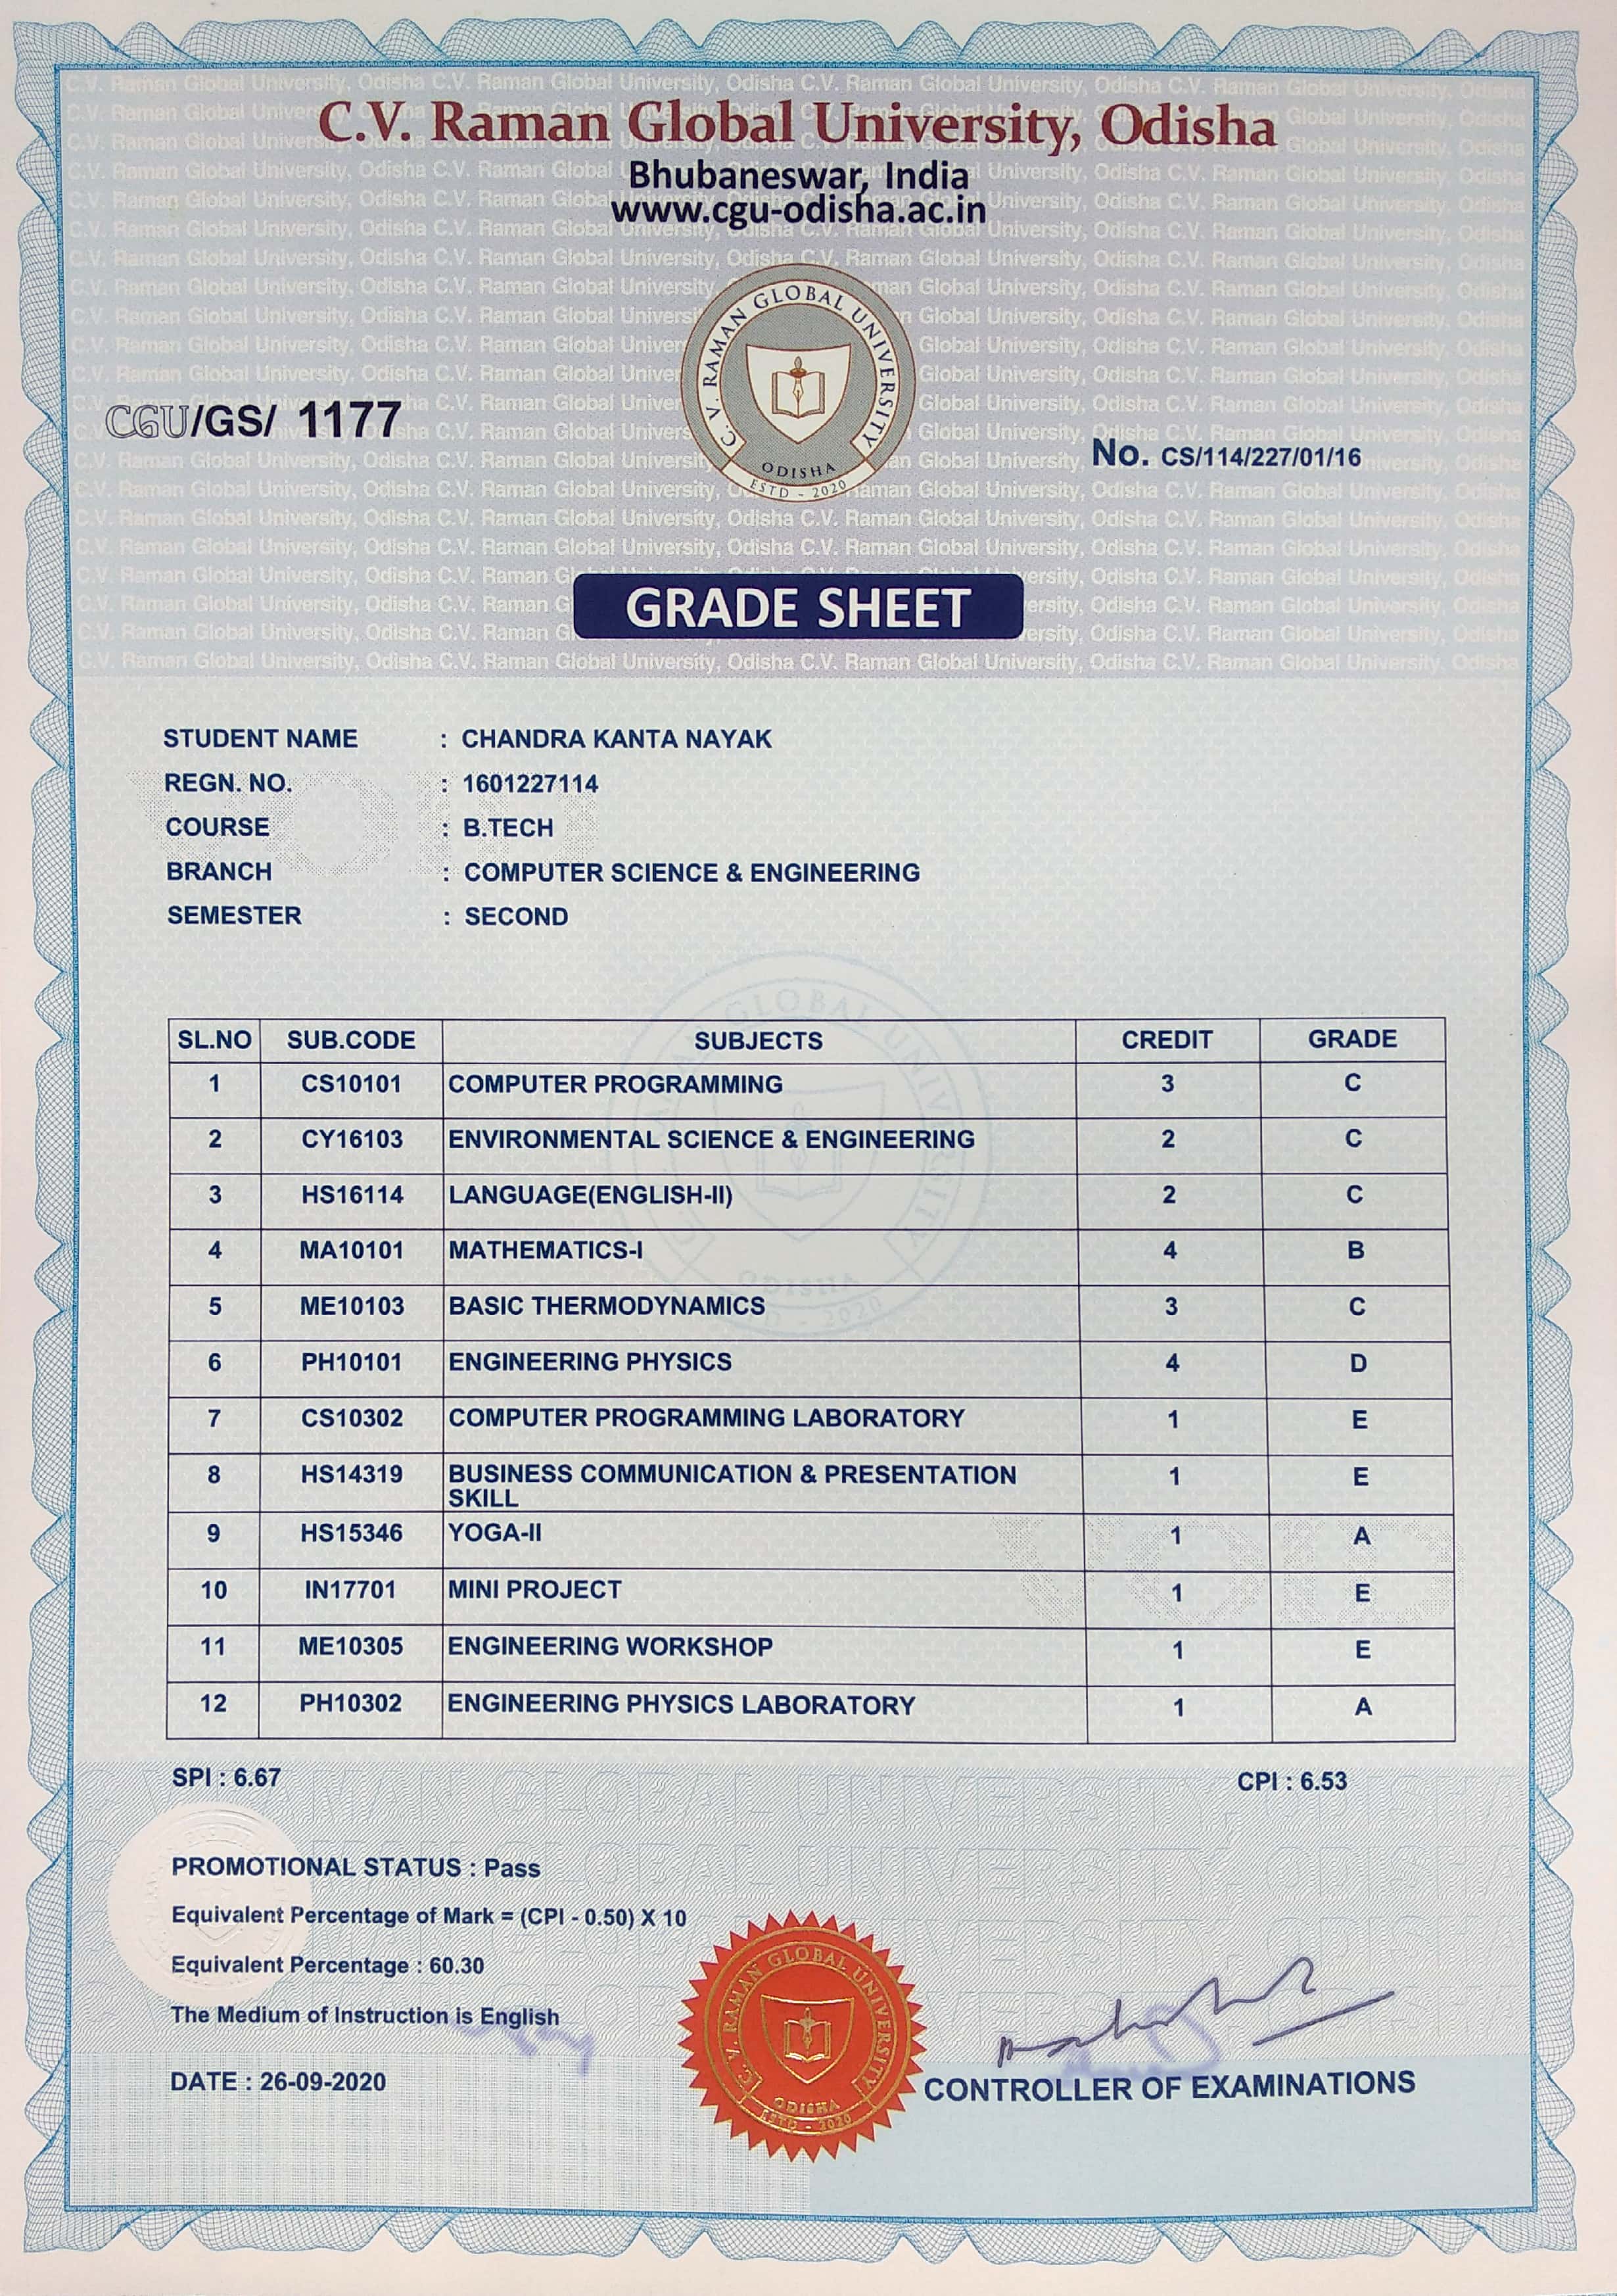 C.V. Raman Global University, Odisha
Bhubaneswar, India
www.cgu-odisha.ac.in
C. V. RAMAN GLOBAL UNIVERSITY
ODISHA
ESTD - 2020
CGU/GS/ 1177
No. CS/114/227/01/16
GRADE SHEET
STUDENT NAME : CHANDRA KANTA NAYAK
REGN. NO. : 1601227114
COURSE : B.TECH
BRANCH : COMPUTER SCIENCE & ENGINEERING
SEMESTER : SECOND
SL.NO SUB.CODE SUBJECTS CREDIT GRADE
1 CS10101 COMPUTER PROGRAMMING 3 C
2 CY16103 ENVIRONMENTAL SCIENCE & ENGINEERING 2 C
3 HS16114 LANGUAGE(ENGLISH-II) 2 C
4 MA10101 MATHEMATICS-I 4 B
5 ME10103 BASIC THERMODYNAMICS 3 C
6 PH10101 ENGINEERING PHYSICS 4 D
7 CS10302 COMPUTER PROGRAMMING LABORATORY 1 E
8 HS14319 BUSINESS COMMUNICATION & PRESENTATION 1 E
SKILL
9 HS15346 YOGA-II 1 A
10 IN17701 MINI PROJECT 1 E
11 ME10305 ENGINEERING WORKSHOP 1 E
12 PH10302 ENGINEERING PHYSICS LABORATORY 1 A
SPI : 6.67 CPI : 6.53
PROMOTIONAL STATUS : Pass
Equivalent Percentage of Mark = (CPI - 0.50) X 10
Equivalent Percentage : 60.30
The Medium of Instruction is English
C. V. RAMAN GLOBAL UNIVERSITY
ODISHA
ESTD - 2020
DATE : 26-09-2020
CONTROLLER OF EXAMINATIONS